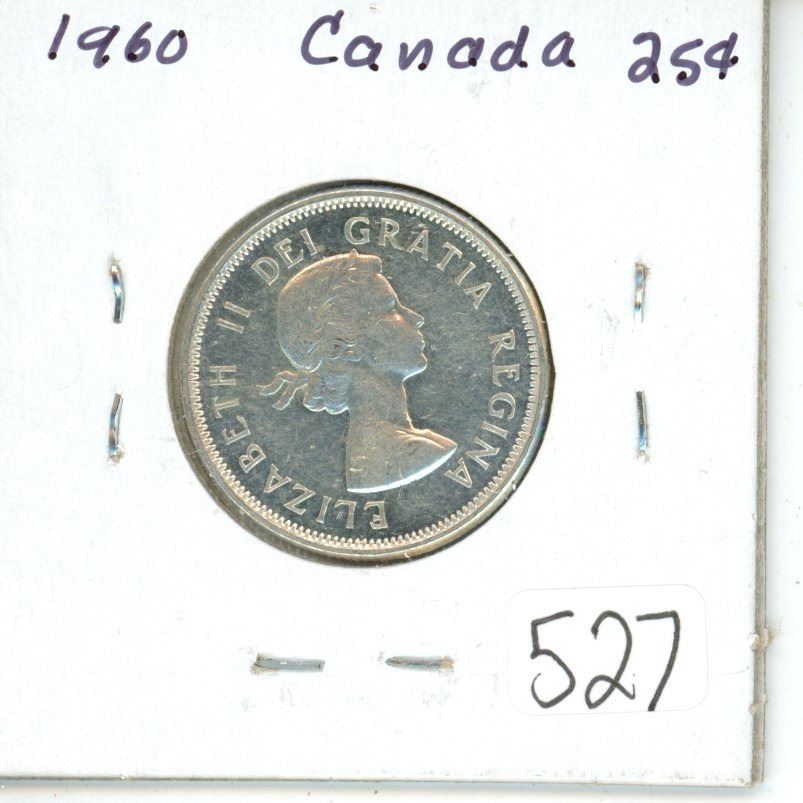 1960 Canada 25¢
ELIZABETH II DEI GRATIA REGINA
527